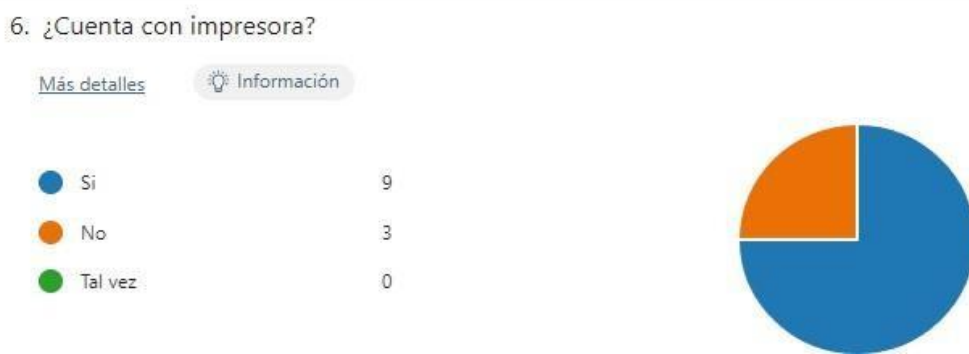 6. ¿Cuenta con impresora?
Más detalles Información
Si 9
No 3
Tal vez 0